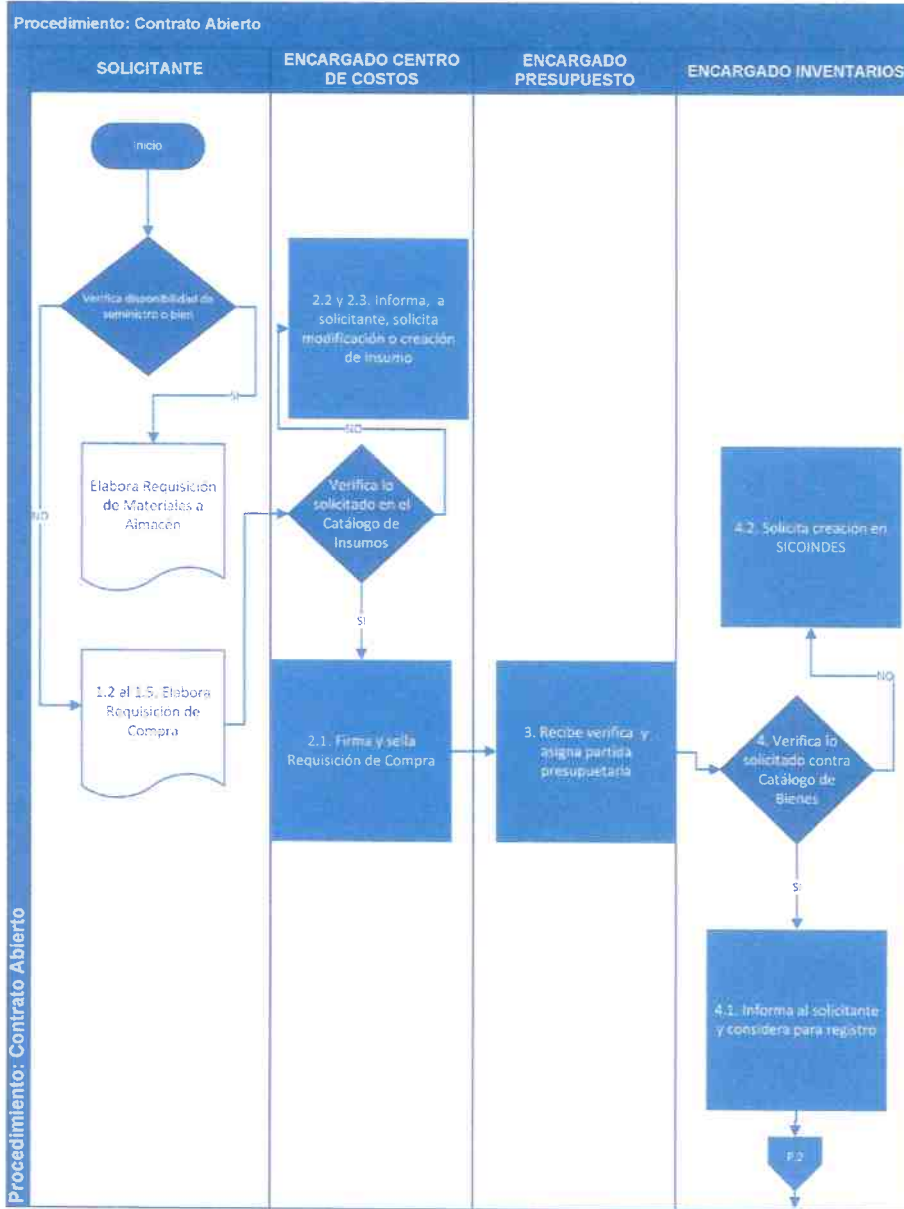 Procedimiento: Contrato Abierto
SOLICITANTE
ENCARGADO CENTRO
DE COSTOS
ENCARGADO
PRESUPUESTO
ENCARGADO INVENTARIOS
Inicio
Verifica disponibilidad de
suministro o bien
SI
NO
Elabora Requisición
de Materiales a
Almacén
1.2 al 1.5. Elabora
Requisición de
Compra
2.2 y 2.3. Informa, a
solicitante, solicita
modificación o creación
de insumo
NO
Verifica lo
solicitado en el
Catálogo de
Insumos
SI
2.1. Firma y sella
Requisición de Compra
3. Recibe verifica y
asigna partida
presupuetaria
4.2. Solicita creación en
SICOINDES
NO
4. Verifica lo
solicitado contra
Catálogo de
Bienes
SI
4.1. Informa al solicitante
y considera para registro
P.2
Procedimiento: Contrato Abierto